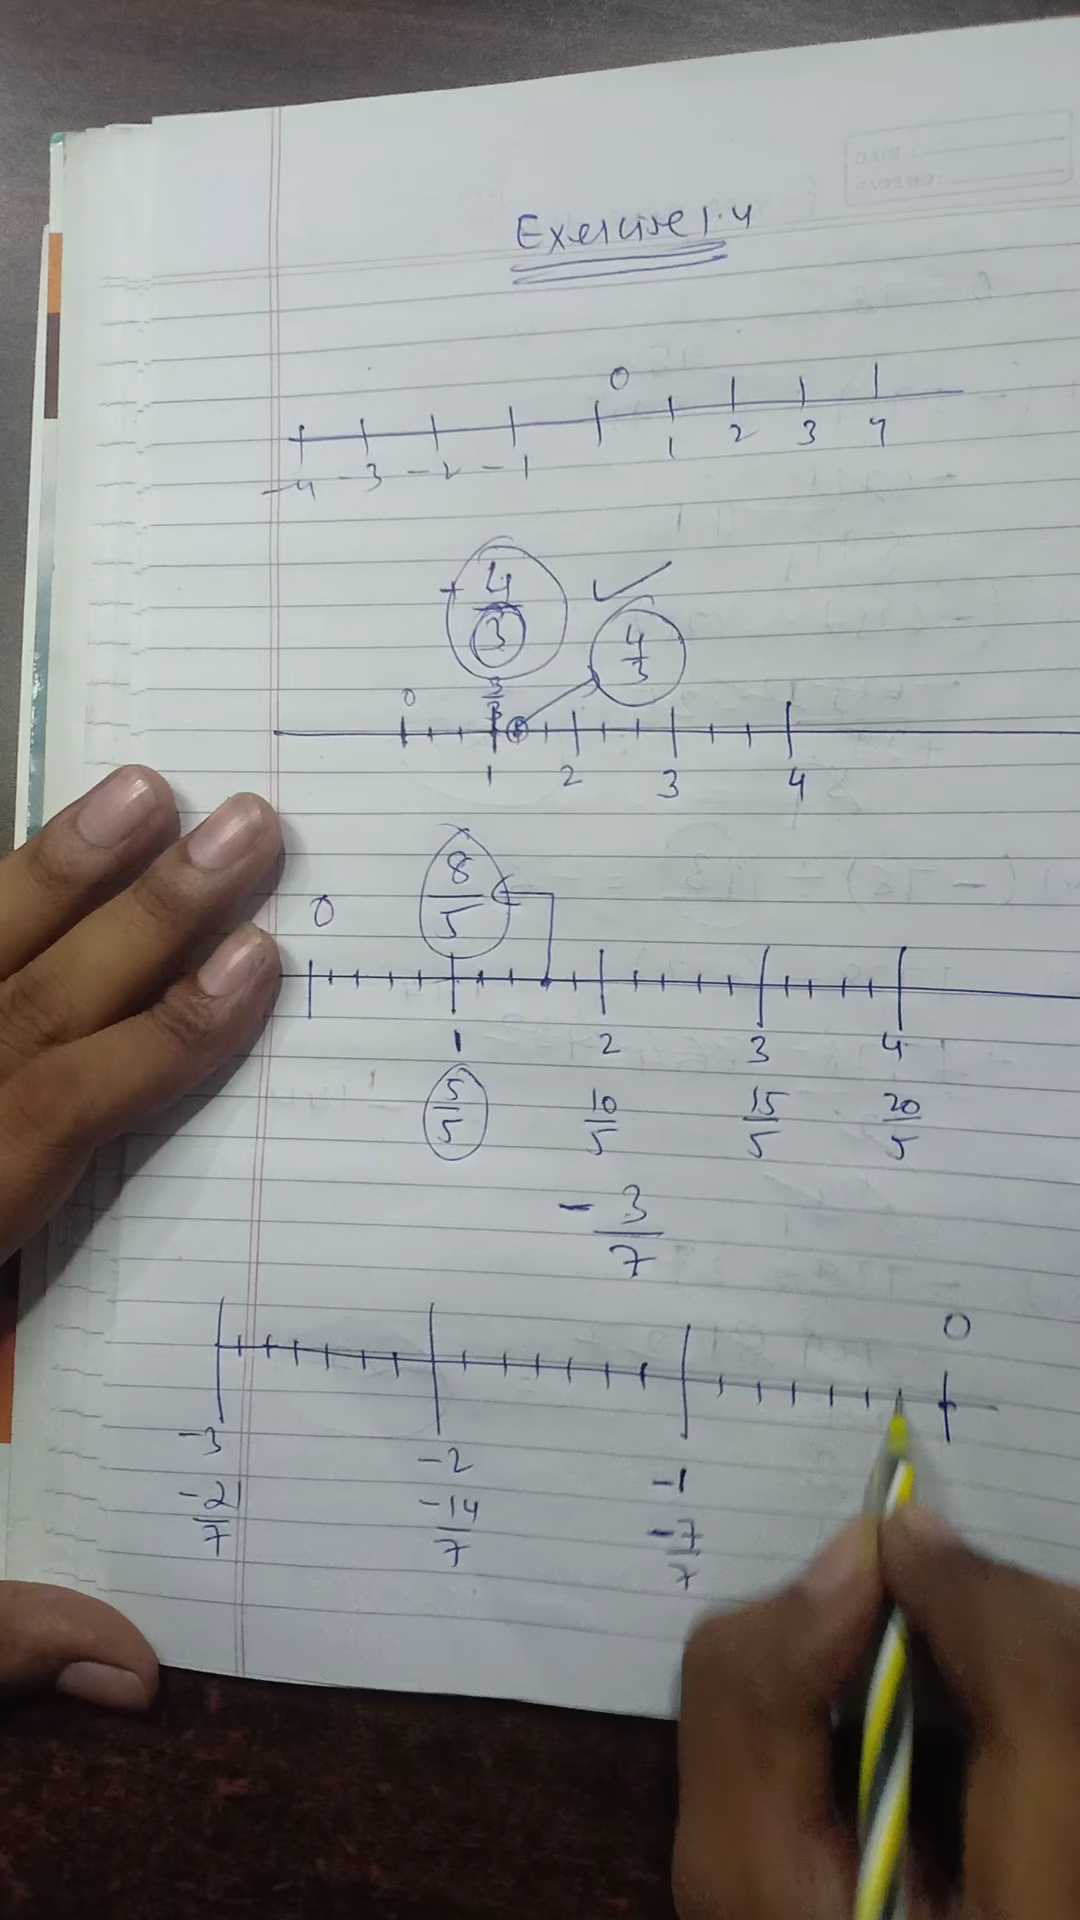 Exercise 1.4
0
-4 -3 -2 -1 1 2 3 4
+4/3
4/3
0 3/3
1 2 3 4
8/5
0
1 2 3 4
5/5 10/5 15/5 20/5
-3/7
0
-3 -2 -1
-21/7 -14/7 -7/7